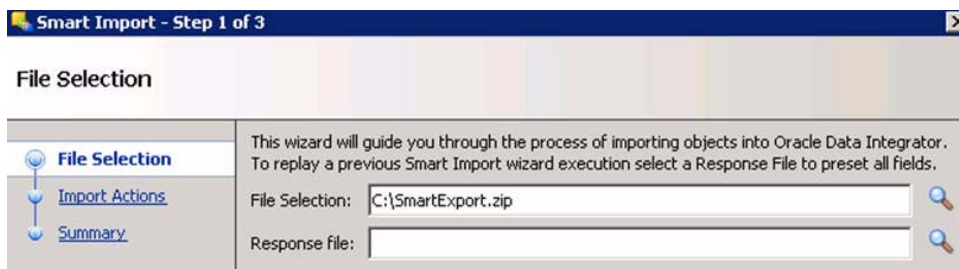 Smart Import - Step 1 of 3
File Selection
File Selection
Import Actions
Summary
This wizard will guide you through the process of importing objects into Oracle Data Integrator.
To replay a previous Smart Import wizard execution select a Response File to preset all fields.
File Selection: C:\SmartExport.zip
Response file: